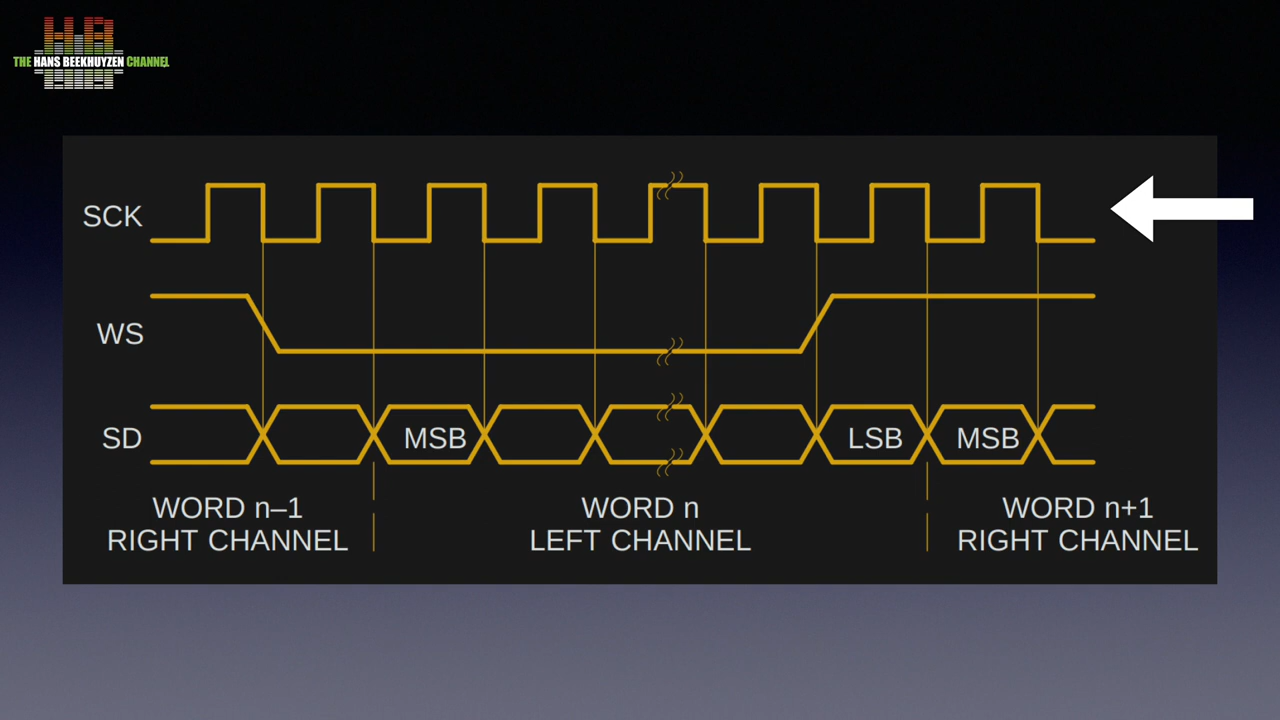 THE HANS BEEKHUYZEN CHANNEL
SCK
WS
SD
MSB
LSB
MSB
WORD n–1
RIGHT CHANNEL
WORD n
LEFT CHANNEL
WORD n+1
RIGHT CHANNEL